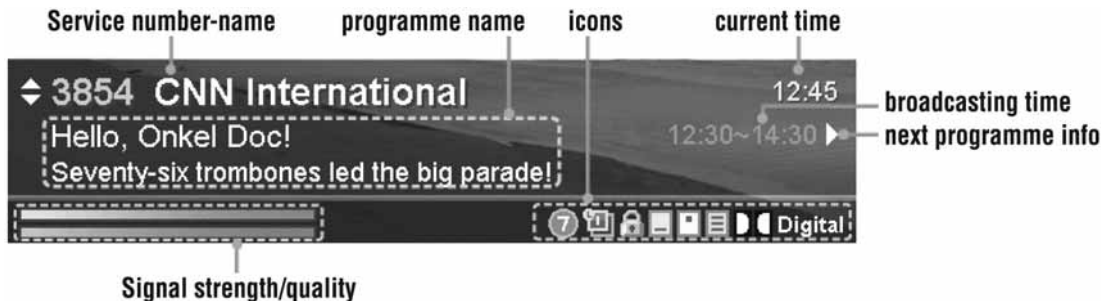 Service number-name programme name icons current time
3854 CNN International 12:45
broadcasting time
Hello, Onkel Doc! 12:30~14:30 next programme info
Seventy-six trombones led the big parade!
7 Digital
Signal strength/quality